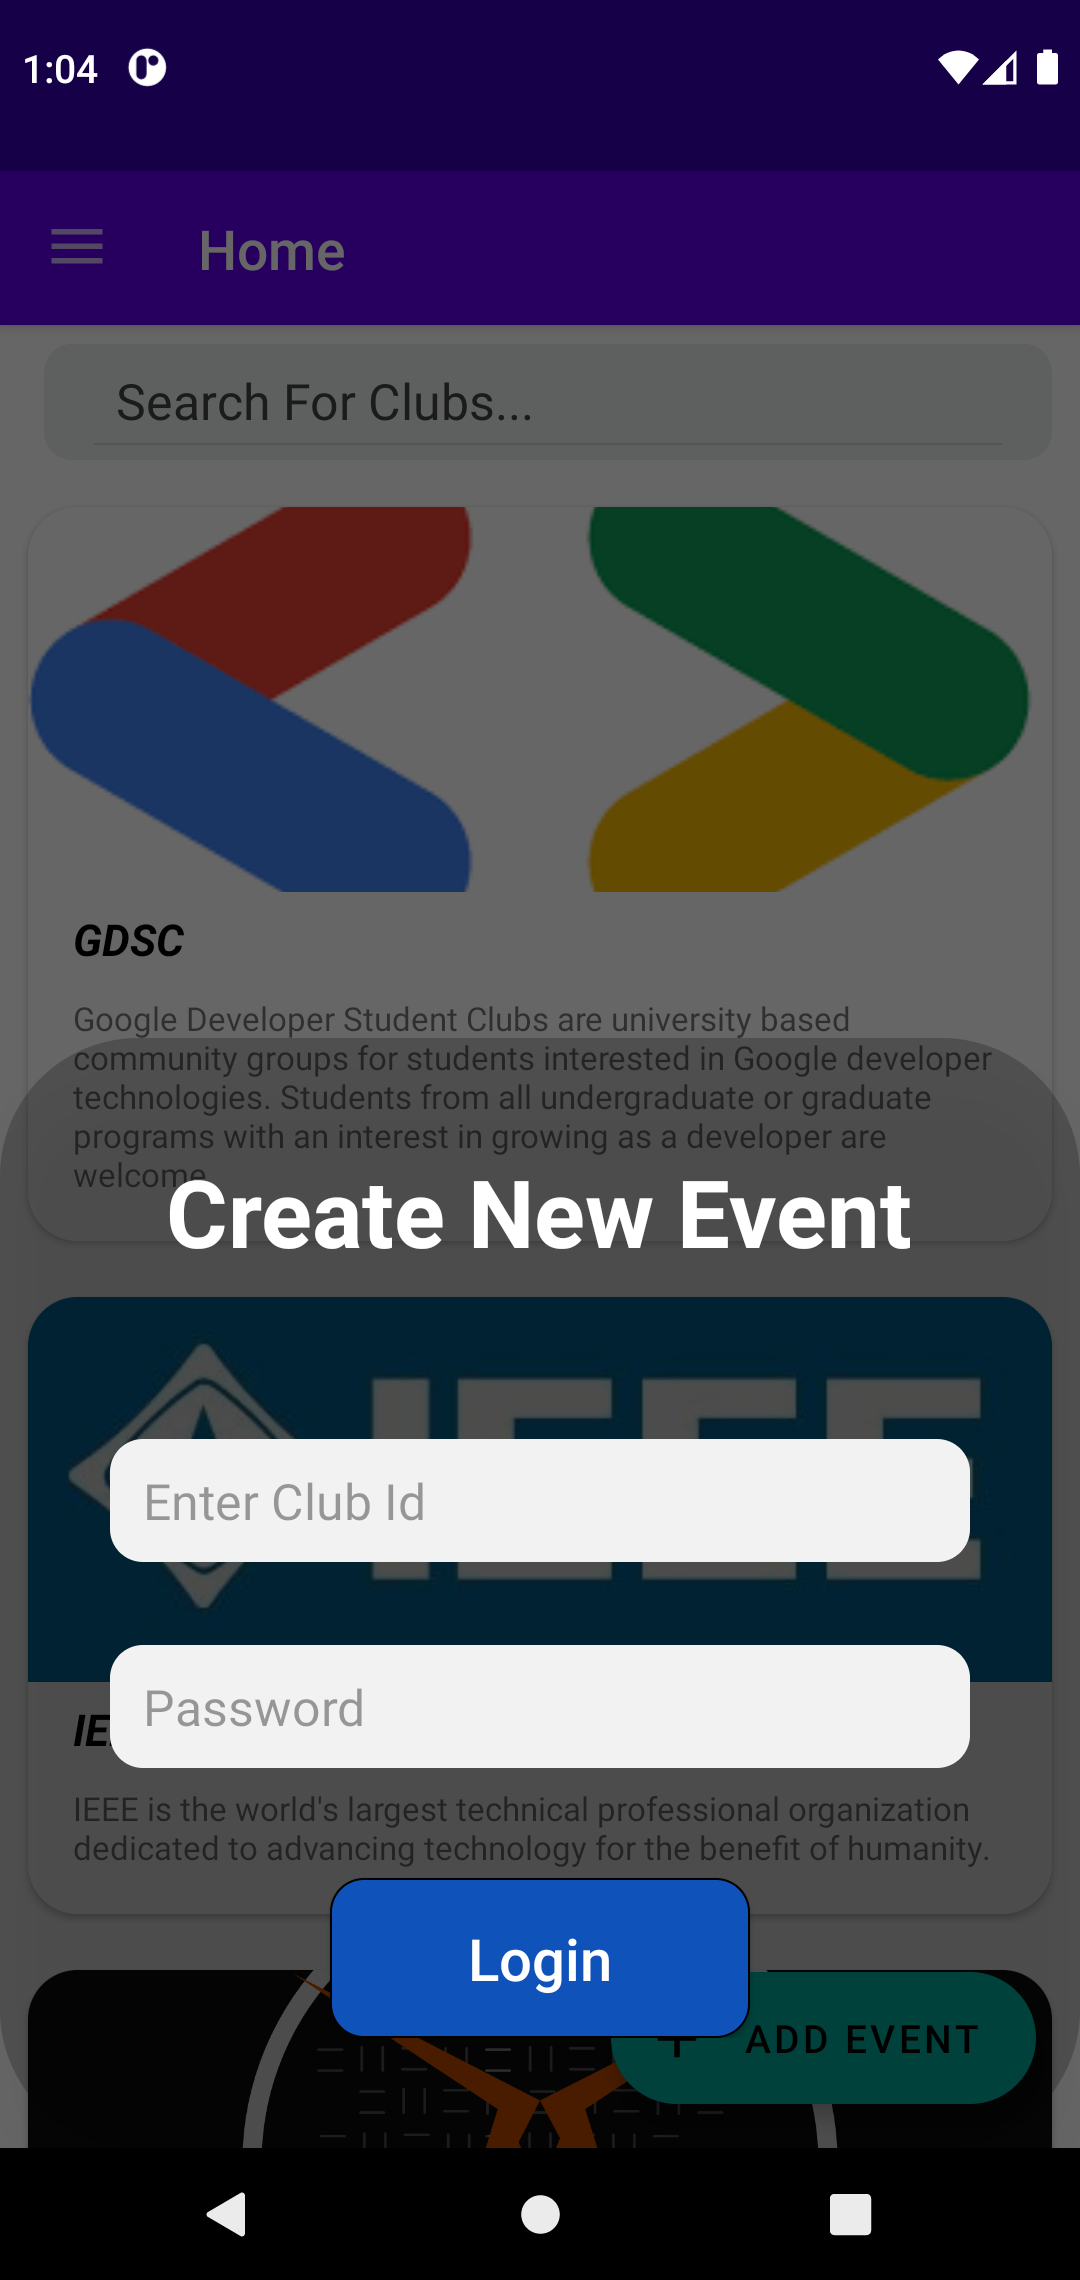 1:04
Home
Search For Clubs...
GDSC
Google Developer Student Clubs are university based
community groups for students interested in Google developer
technologies. Students from all undergraduate or graduate
programs with an interest in growing as a developer are
welcome
Create New Event
IEEE
Enter Club Id
Password
IE
IEEE is the world's largest technical professional organization
dedicated to advancing technology for the benefit of humanity.
Login
+ ADD EVENT